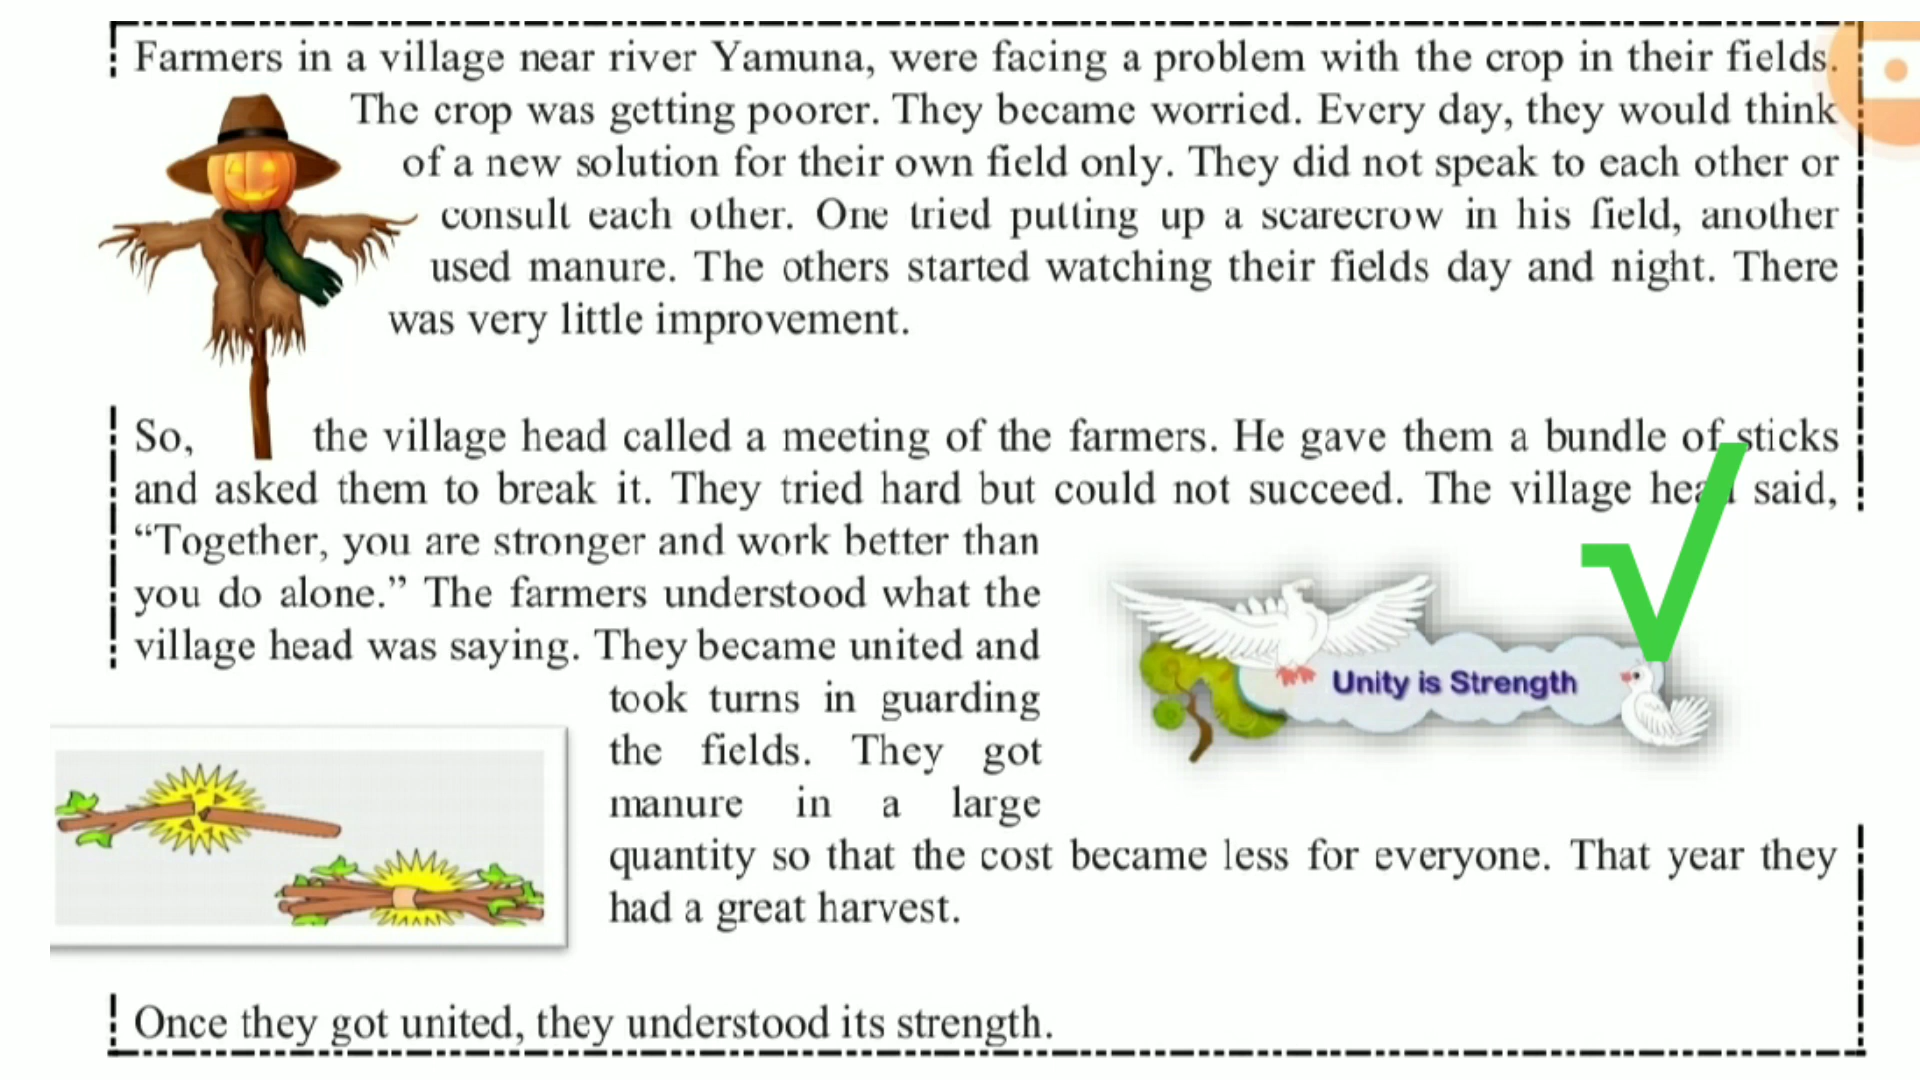 Farmers in a village near river Yamuna, were facing a problem with the crop in their fields.
The crop was getting poorer. They became worried. Every day, they would think
of a new solution for their own field only. They did not speak to each other or
consult each other. One tried putting up a scarecrow in his field, another
used manure. The others started watching their fields day and night. There
was very little improvement.
So, the village head called a meeting of the farmers. He gave them a bundle of sticks
and asked them to break it. They tried hard but could not succeed. The village head said,
“Together, you are stronger and work better than
you do alone.” The farmers understood what the
village head was saying. They became united and
took turns in guarding
the fields. They got
manure in a large
quantity so that the cost became less for everyone. That year they
had a great harvest.
Unity is Strength
Once they got united, they understood its strength.